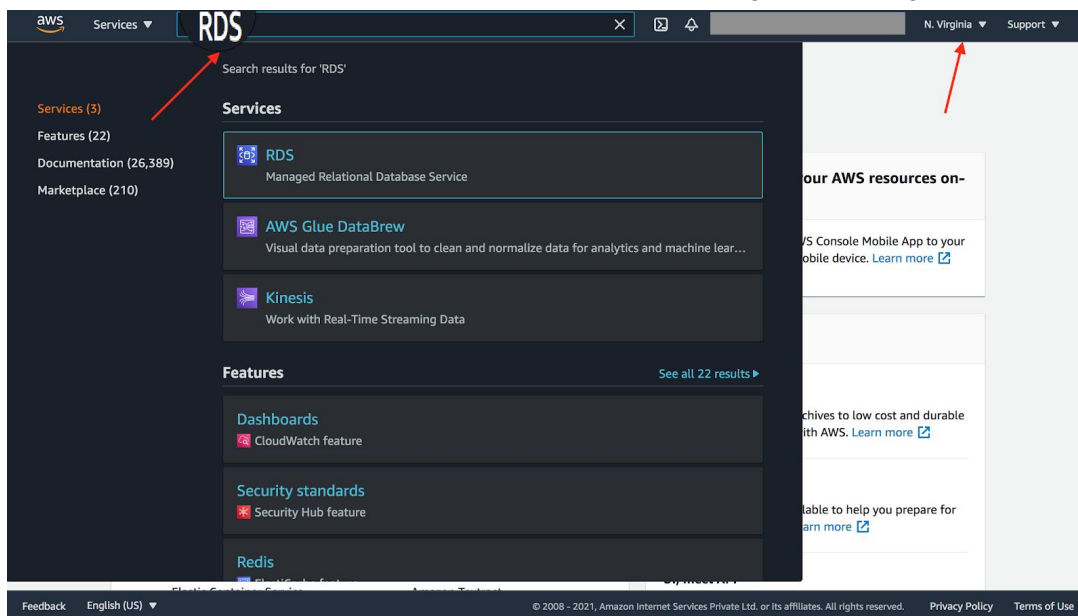 aws Services ▼ RDS N. Virginia ▼ Support ▼
Search results for 'RDS'
Services (3)
Features (22)
Documentation (26,389)
Marketplace (210)
Services
RDS
Managed Relational Database Service
AWS Glue DataBrew
Visual data preparation tool to clean and normalize data for analytics and machine lear...
Kinesis
Work with Real-Time Streaming Data
Features See all 22 results
Dashboards
CloudWatch feature
Security standards
Security Hub feature
Redis
our AWS resources on-
S Console Mobile App to your
obile device. Learn more
chives to low cost and durable
ith AWS. Learn more
lable to help you prepare for
arn more
Feedback English (US) ▼ © 2008 - 2021, Amazon Internet Services Private Ltd. or its affiliates. All rights reserved. Privacy Policy Terms of Use